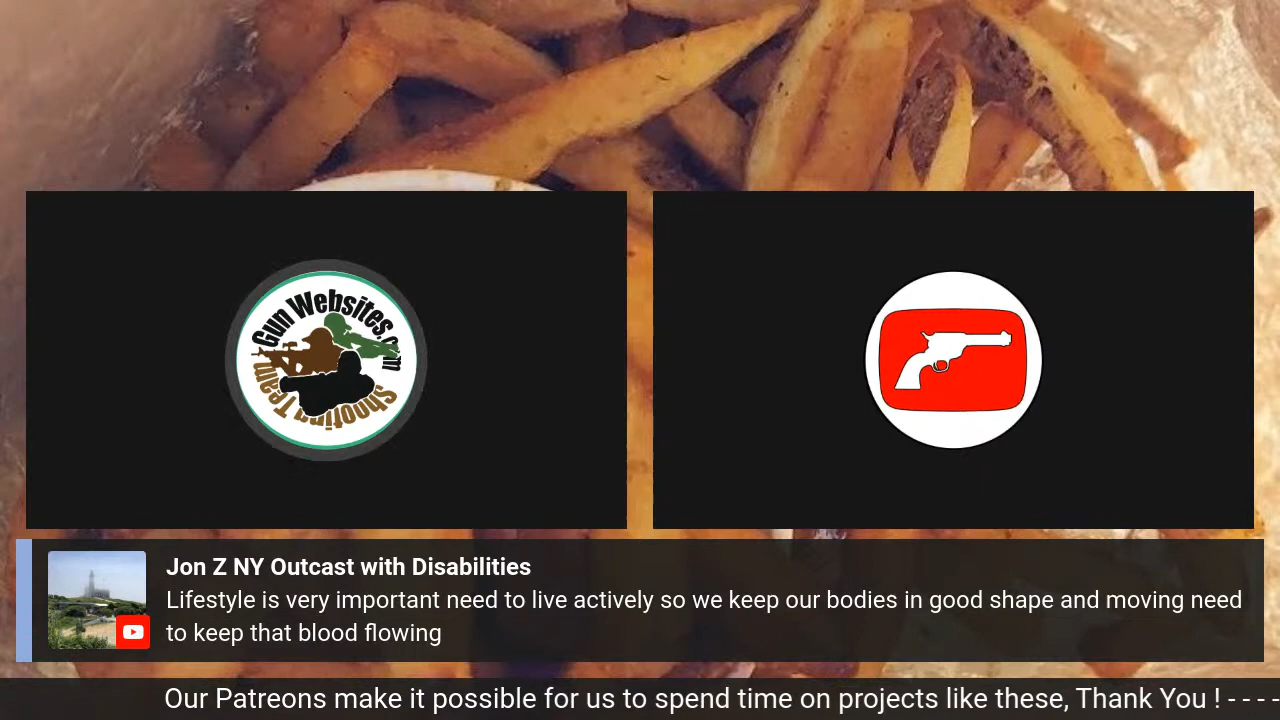 Gun Websites.com
Shooting Team
Jon Z NY Outcast with Disabilities
Lifestyle is very important need to live actively so we keep our bodies in good shape and moving need
to keep that blood flowing
Our Patreons make it possible for us to spend time on projects like these, Thank You ! - - - -